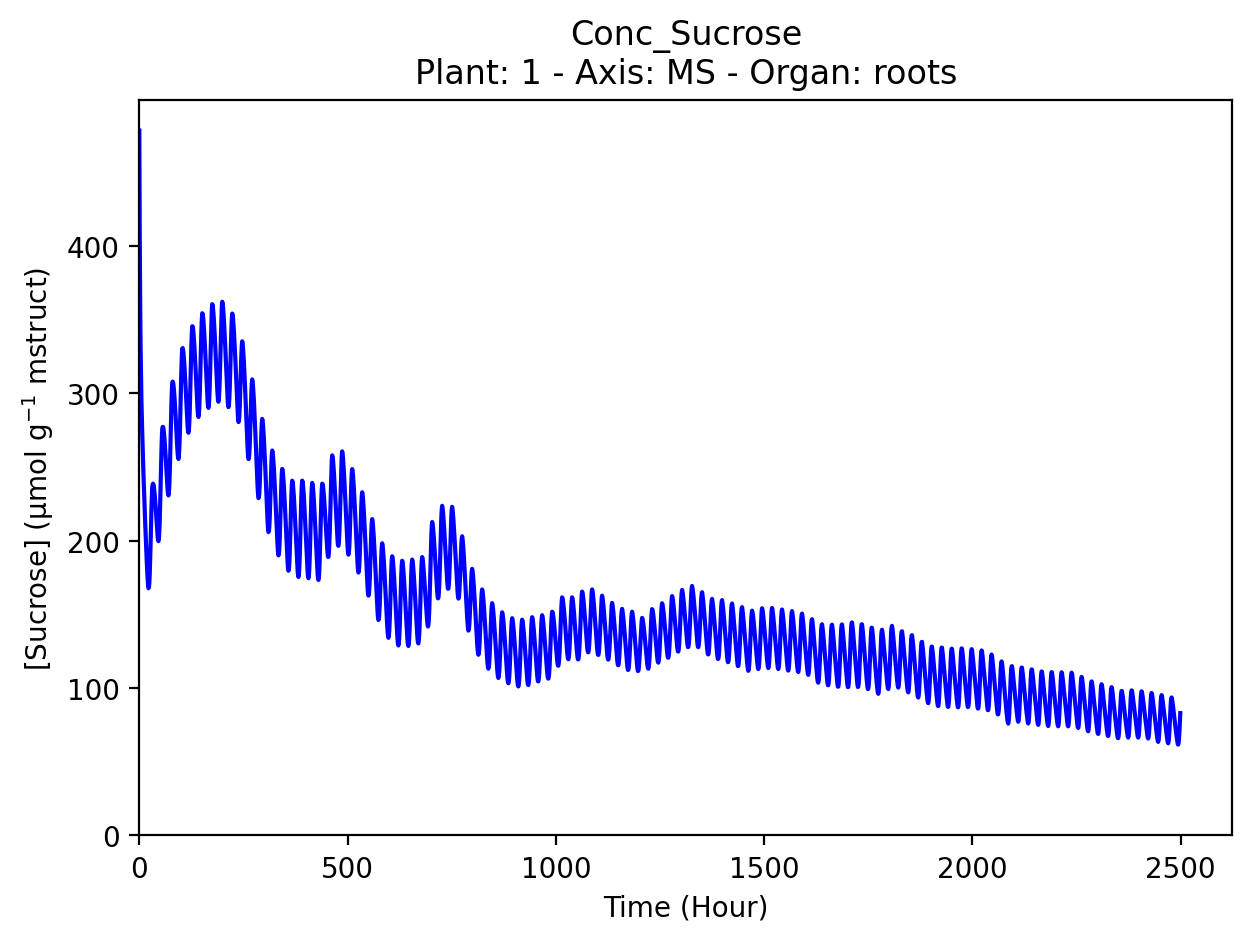 Conc_Sucrose
Plant: 1 - Axis: MS - Organ: roots
[Sucrose] (µmol g⁻¹ mstruct)
400
300
200
100
0
0 500 1000 1500 2000 2500
Time (Hour)